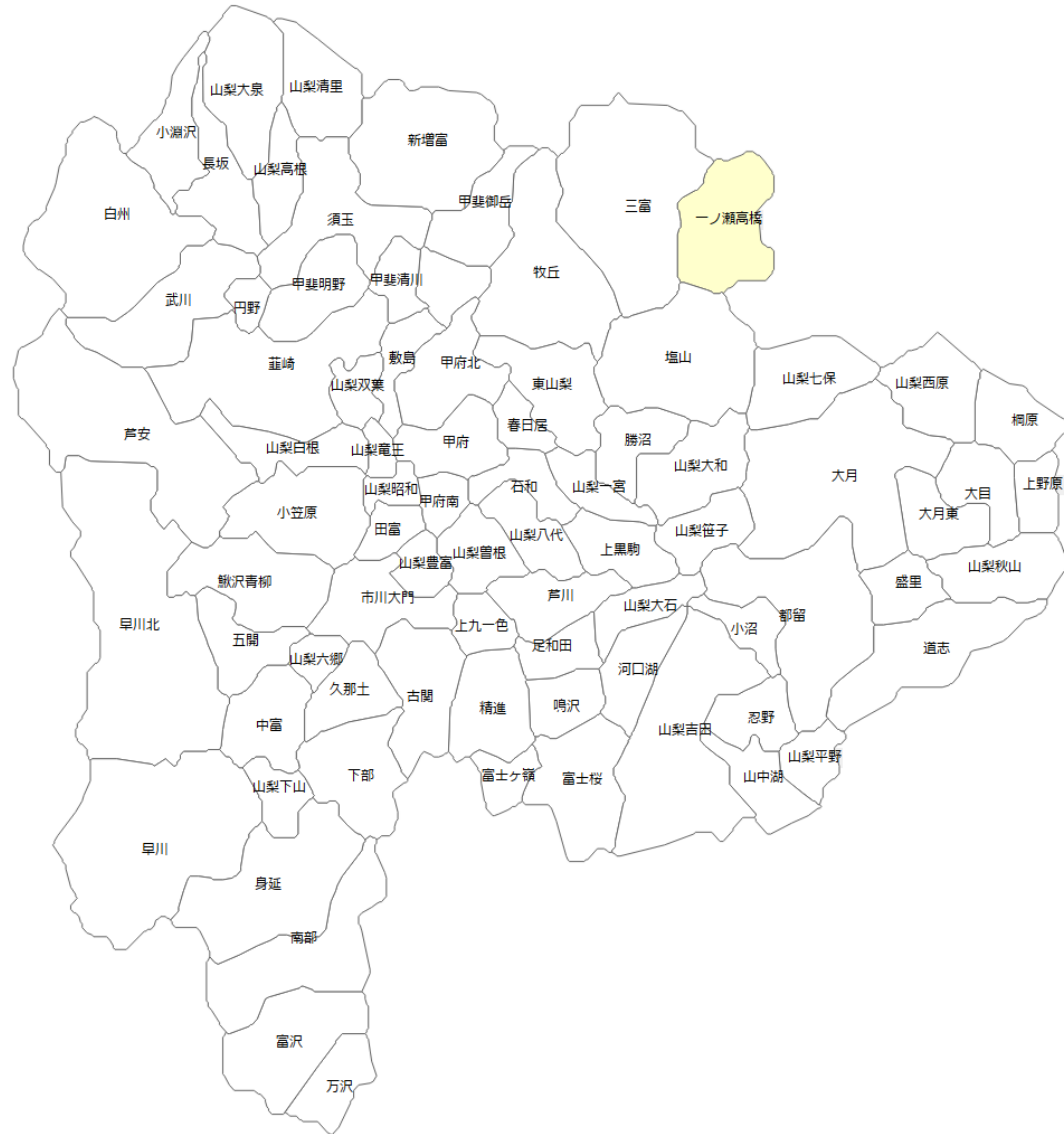 山梨清里
山梨大泉
小淵沢
新増富
長坂
山梨高根
甲斐御岳
三富
白州
須玉
一ノ瀬高橋
牧丘
甲斐明野
甲斐清川
武川
円野
敷島
甲府北
塩山
韮崎
山梨双葉
東山梨
山梨七保
山梨西原
棡原
春日居
芦安
山梨白根
山梨竜王
甲府
勝沼
山梨大和
大月
上野原
山梨昭和
石和
山梨一宮
大目
小笠原
甲府南
大月東
田富
山梨八代
上黒駒
山梨笹子
山梨豊富
山梨曽根
盛里
山梨秋山
鰍沢青柳
市川大門
芦川
山梨大石
早川北
上九一色
都留
五開
足和田
小沼
道志
山梨六郷
河口湖
久那土
古関
精進
鳴沢
中富
忍野
山梨吉田
山梨平野
下部
富士ヶ嶺
富士桜
山中湖
山梨下山
早川
身延
南部
富沢
万沢